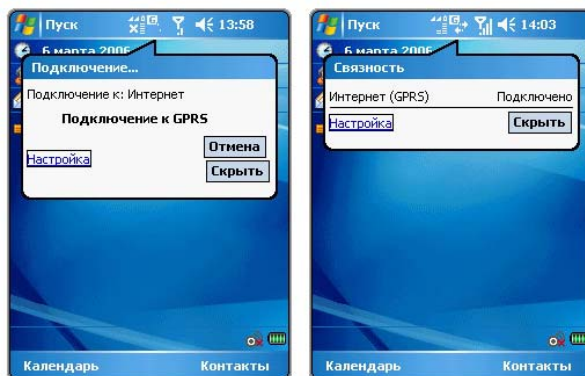 Пуск
13:58
6 марта 2006
Подключение...
Подключение к: Интернет
Подключение к GPRS
Отмена
Настройка
Скрыть
Календарь
Контакты
Пуск
14:03
6 марта 2006
Связность
Интернет (GPRS)
Подключено
Настройка
Скрыть
Календарь
Контакты